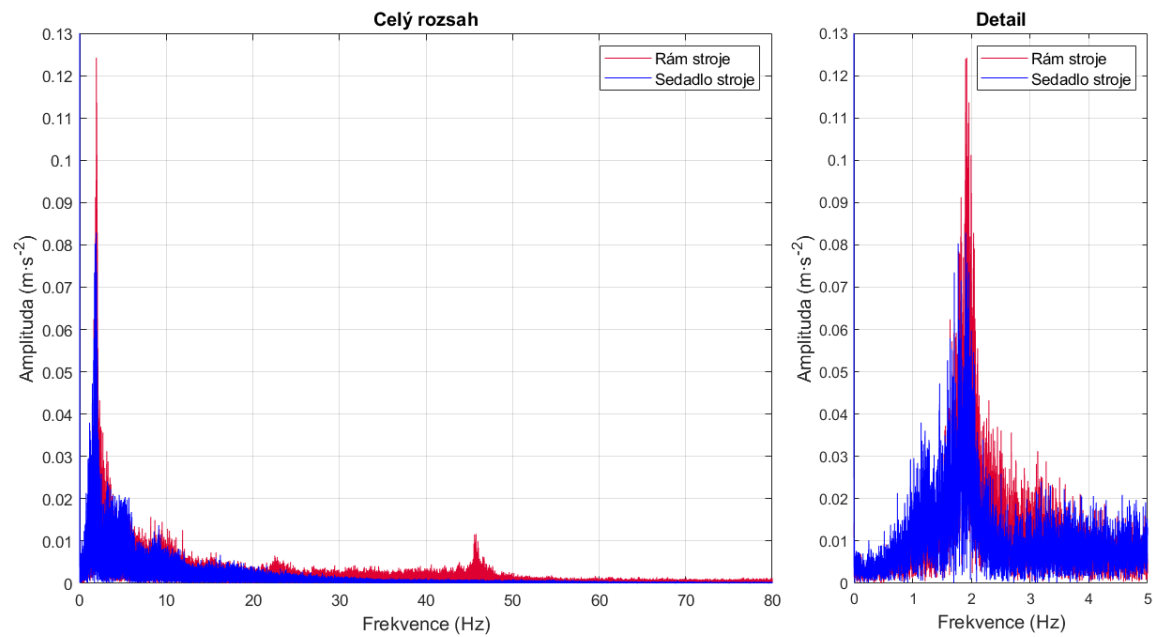 Celý rozsah
Rám stroje
Sedadlo stroje
Amplituda (m·s-2)
0.13
0.12
0.11
0.1
0.09
0.08
0.07
0.06
0.05
0.04
0.03
0.02
0.01
0
0 10 20 30 40 50 60 70 80
Frekvence (Hz)
Detail
Rám stroje
Sedadlo stroje
Amplituda (m·s-2)
0.13
0.12
0.11
0.1
0.09
0.08
0.07
0.06
0.05
0.04
0.03
0.02
0.01
0
0 1 2 3 4 5
Frekvence (Hz)